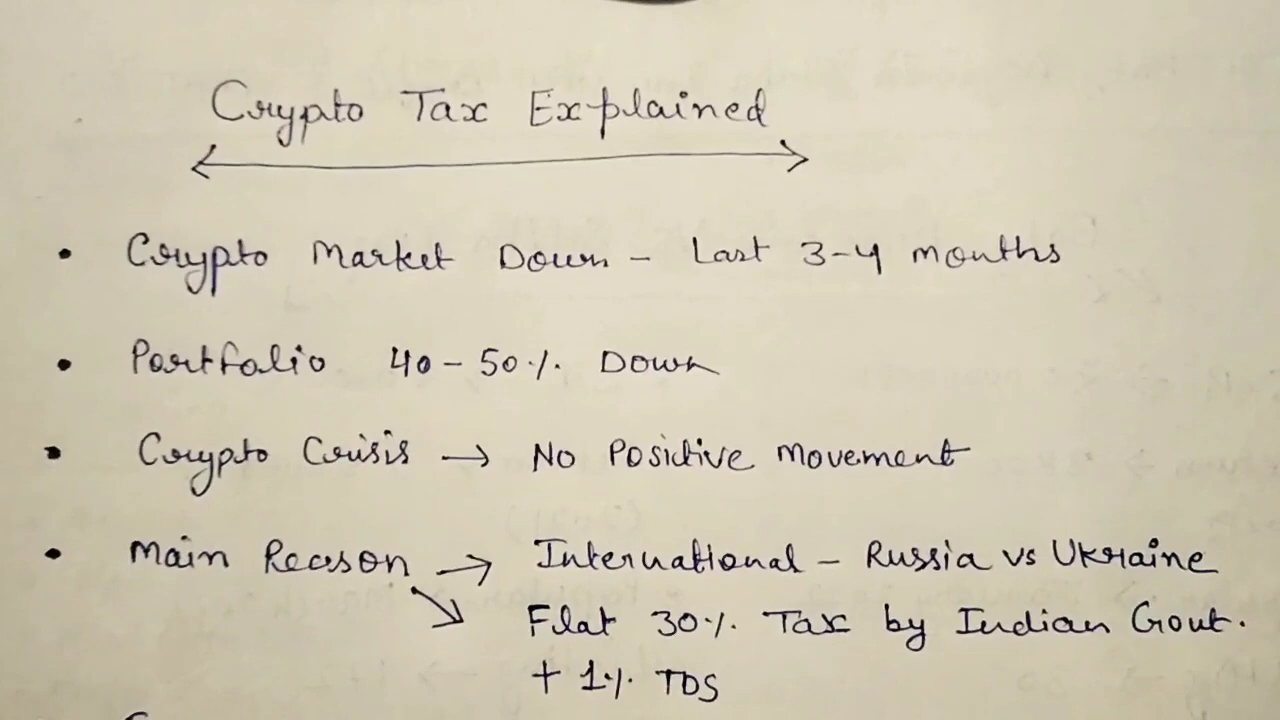 Crypto Tax Explained
• Crypto Market Down - Last 3-4 months
• Portfolio 40-50% Down
• Crypto Crisis → No Positive Movement
• Main Reason → International - Russia vs Ukraine
Flat 30% Tax by Indian Govt.
+ 1% TDS